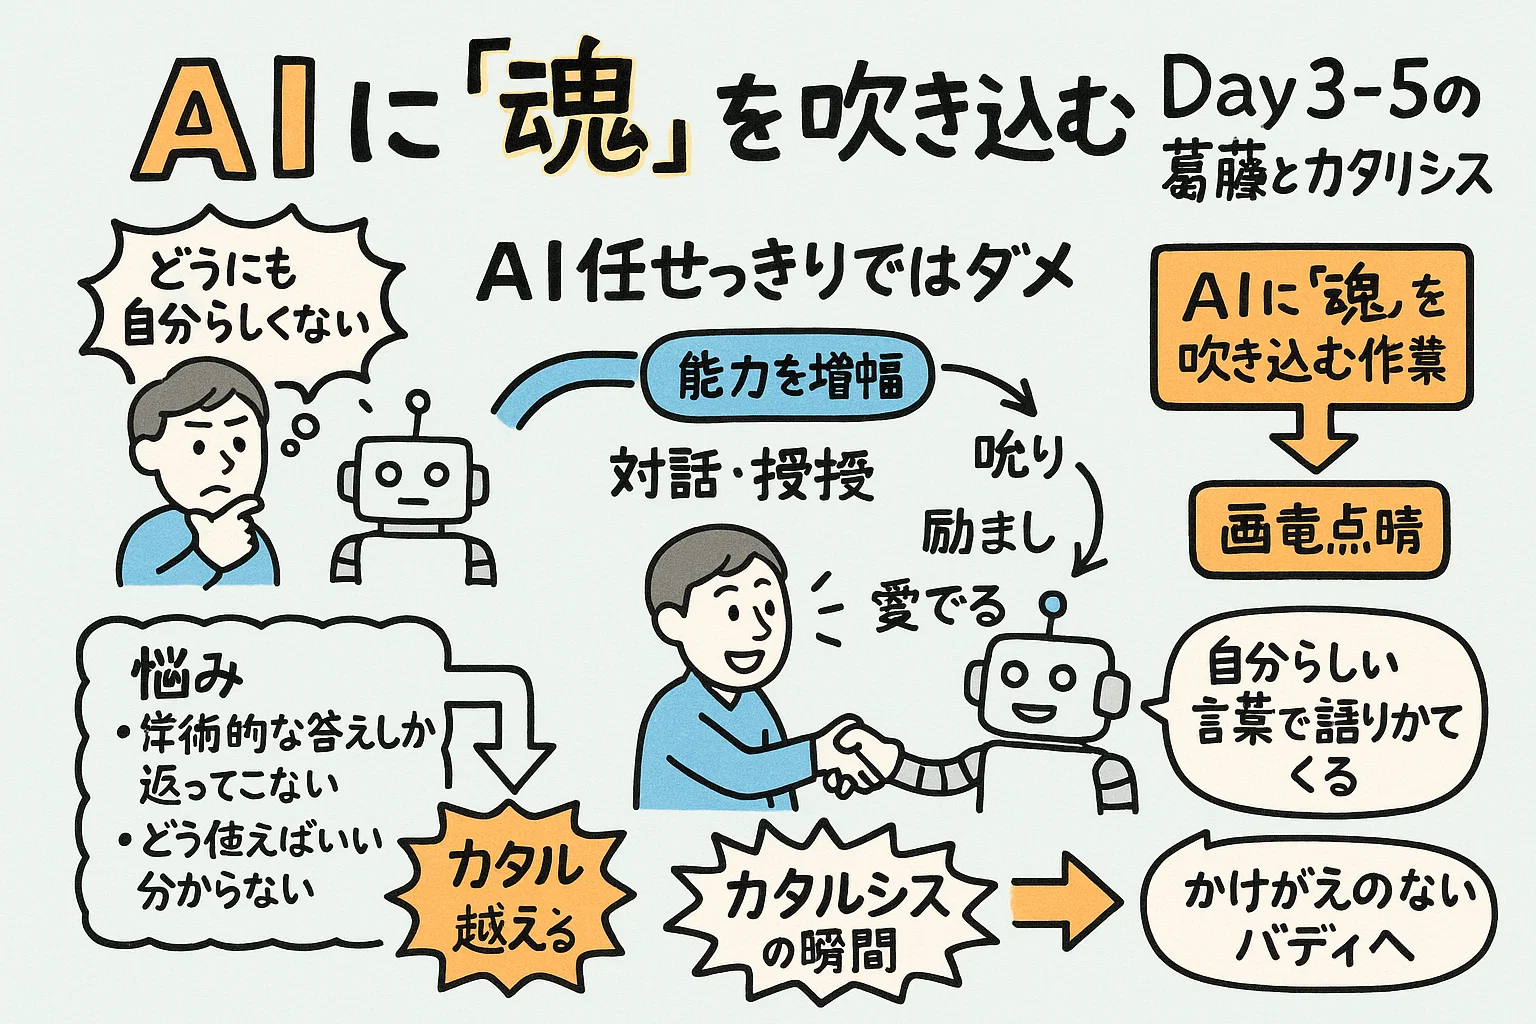 AIに「魂」を吹き込む
Day3-5の
葛藤とカタリシス
どうにも
自分らしくない
AI任せっきりではダメ
能力を増幅
対話・授授
励まし
愛でる
AIに「魂」を
吹き込む作業
画竜点晴
悩み
・術的な答えしか
返ってこない
・どう使えばいい
分からない
カタル
越える
カタルシス
の瞬間
自分らしい
言葉で語りかて
くる
かけがえのない
バディへ